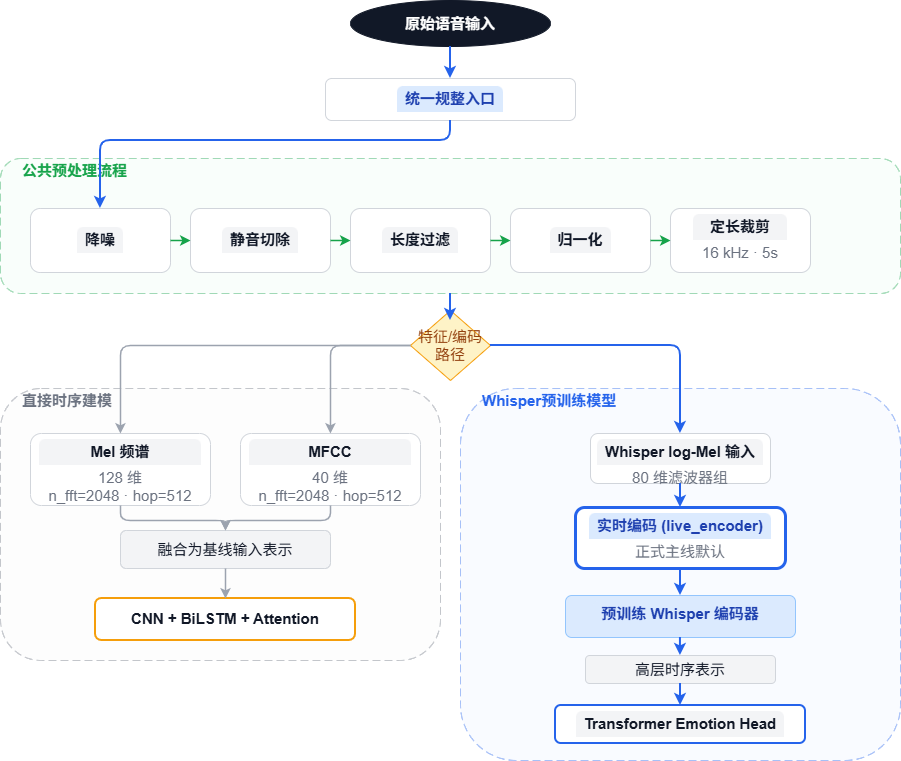 原始语音输入
统一规整入口
公共预处理流程
降噪
静音切除
长度过滤
归一化
定长裁剪
16 kHz · 5s
特征/编码
路径
直接时序建模
Mel 频谱
128 维
n_fft=2048 · hop=512
MFCC
40 维
n_fft=2048 · hop=512
融合为基线输入表示
CNN + BiLSTM + Attention
Whisper预训练模型
Whisper log-Mel 输入
80 维滤波器组
实时编码 (live_encoder)
正式主线默认
预训练 Whisper 编码器
高层时序表示
Transformer Emotion Head